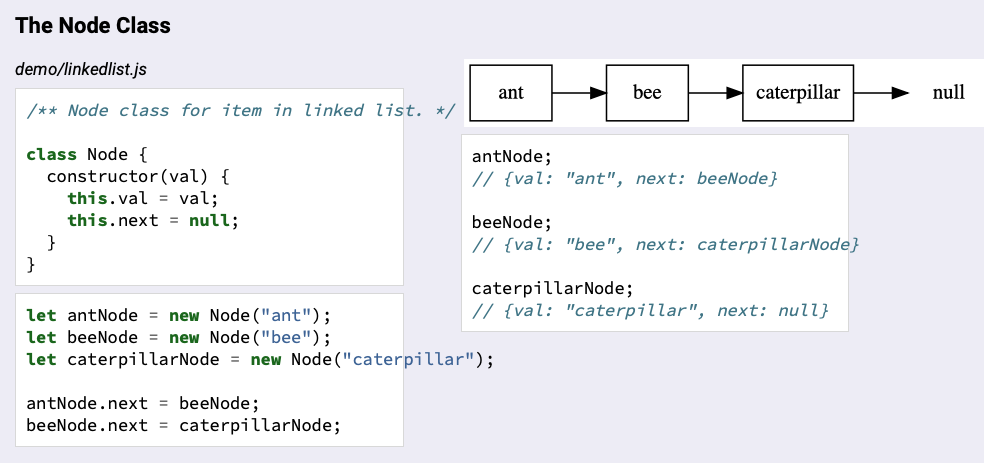 The Node Class
demo/linkedlist.js
/** Node class for item in linked list. */
class Node {
  constructor(val) {
    this.val = val;
    this.next = null;
  }
}
let antNode = new Node("ant");
let beeNode = new Node("bee");
let caterpillarNode = new Node("caterpillar");
antNode.next = beeNode;
beeNode.next = caterpillarNode;
ant bee caterpillar null
antNode;
// {val: "ant", next: beeNode}
beeNode;
// {val: "bee", next: caterpillarNode}
caterpillarNode;
// {val: "caterpillar", next: null}